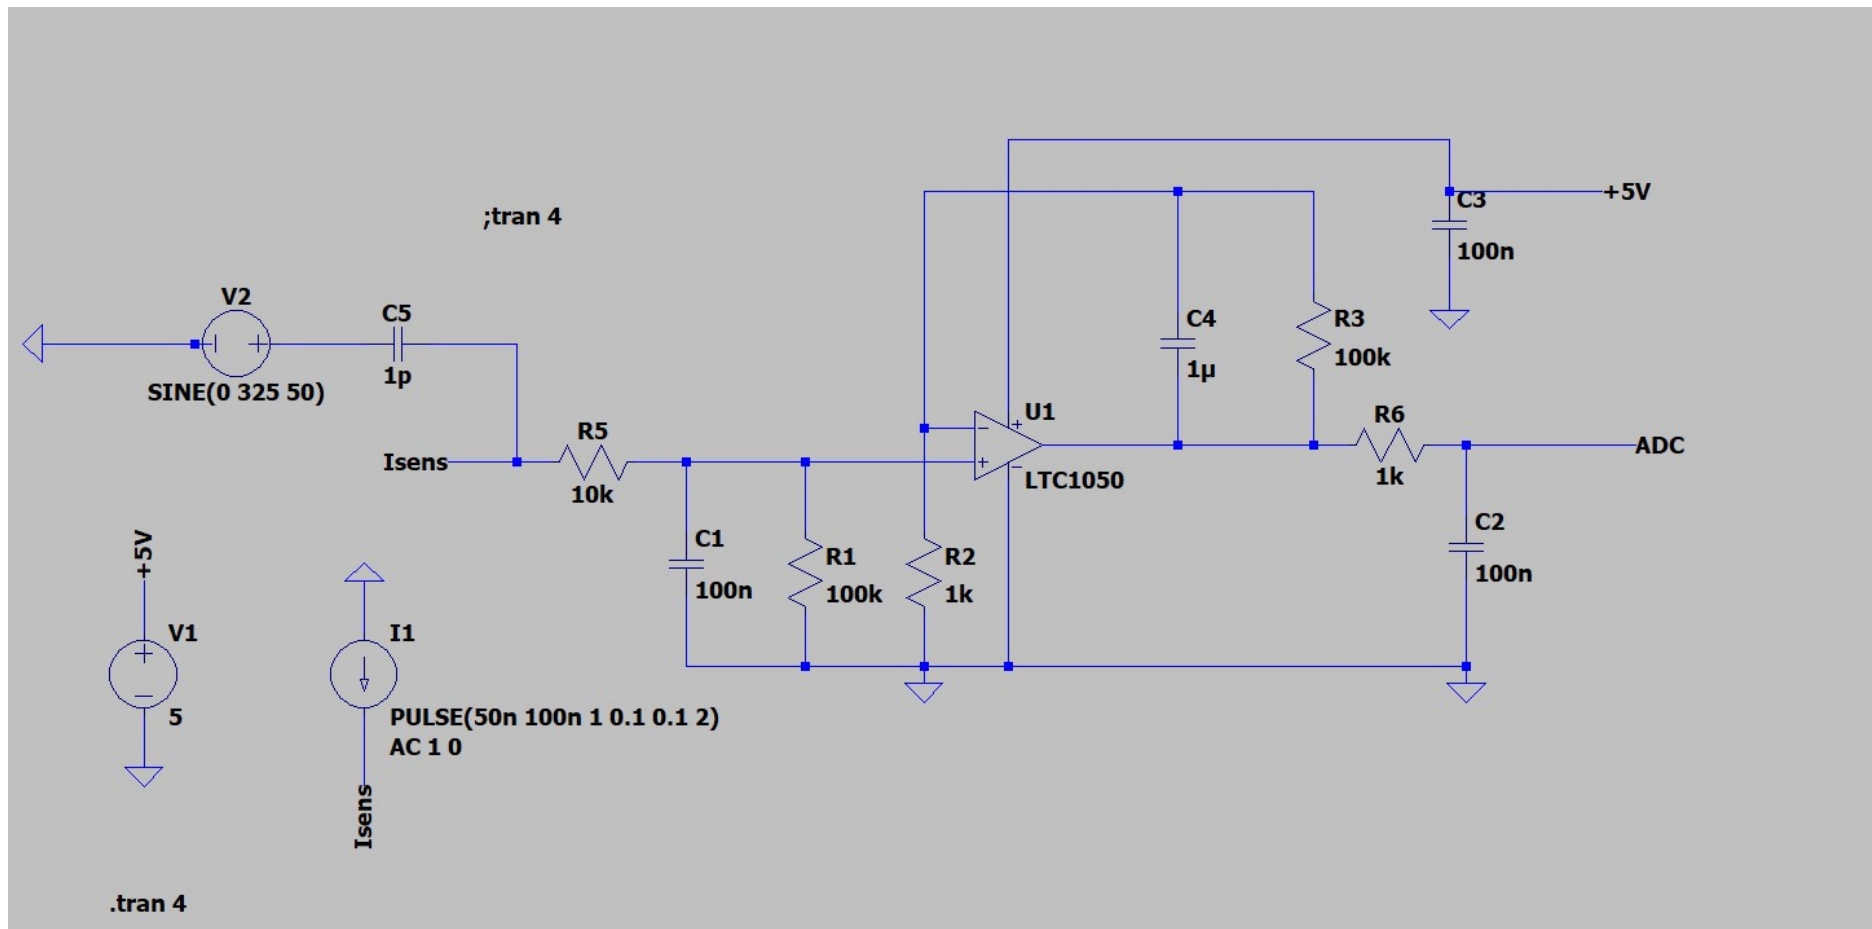 ;tran 4
+5V
C3
100n
V2
C5
C4
R3
1p
100k
1µ
SINE(0 325 50)
U1
R6
R5
Isens
ADC
10k
LTC1050
1k
C1
R1
R2
C2
100n
100k
1k
100n
+5V
V1
I1
5
PULSE(50n 100n 1 0.1 0.1 2)
AC 1 0
Isens
.tran 4